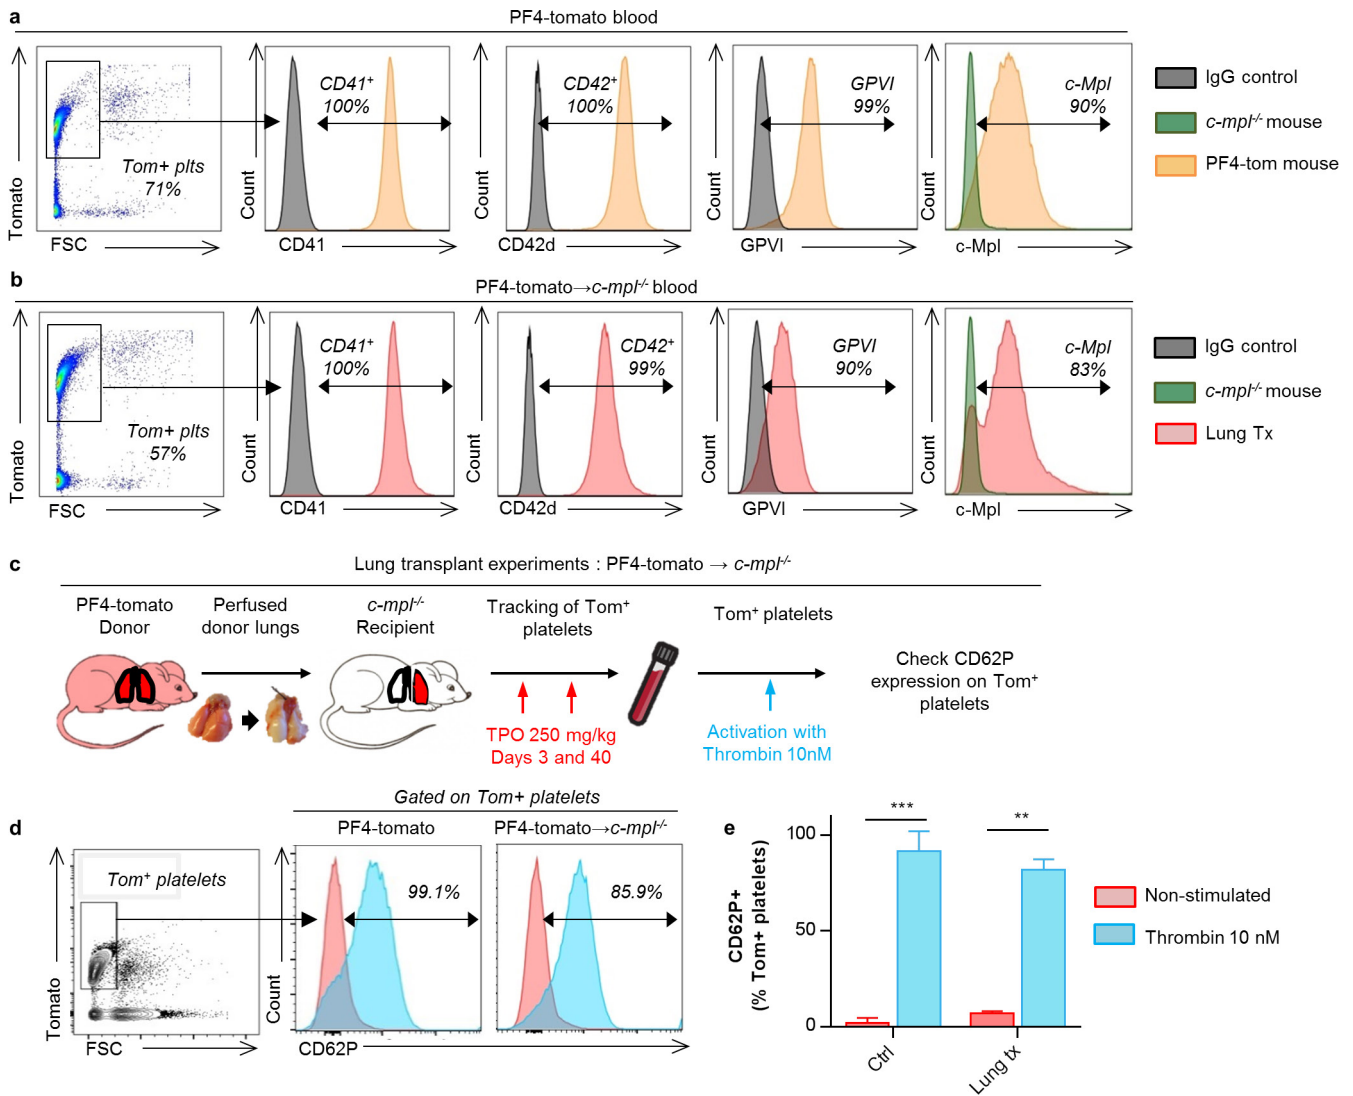 a
PF4-tomato blood
Tomato
FSC
Tom+ plts
71%
Count
CD41+
100%
CD41
Count
CD42+
100%
CD42d
Count
GPVI
99%
GPVI
Count
c-Mpl
90%
c-Mpl
IgG control
c-mpl-/- mouse
PF4-tom mouse
b
PF4-tomato→c-mpl-/- blood
Tomato
FSC
Tom+ plts
57%
Count
CD41+
100%
CD41
Count
CD42+
99%
CD42d
Count
GPVI
90%
GPVI
Count
c-Mpl
83%
c-Mpl
IgG control
c-mpl-/- mouse
Lung Tx
c
Lung transplant experiments : PF4-tomato → c-mpl-/-
PF4-tomato
Donor
Perfused
donor lungs
c-mpl-/-
Recipient
Tracking of Tom+
platelets
TPO 250 mg/kg
Days 3 and 40
Tom+ platelets
Activation with
Thrombin 10nM
Check CD62P
expression on Tom+
platelets
d
Gated on Tom+ platelets
Tomato
FSC
Tom+ platelets
PF4-tomato
Count
99.1%
PF4-tomato→c-mpl-/-
85.9%
CD62P
e
CD62P+
(% Tom+ platelets)
100
50
0
***
**
Ctrl
Lung tx
Non-stimulated
Thrombin 10 nM